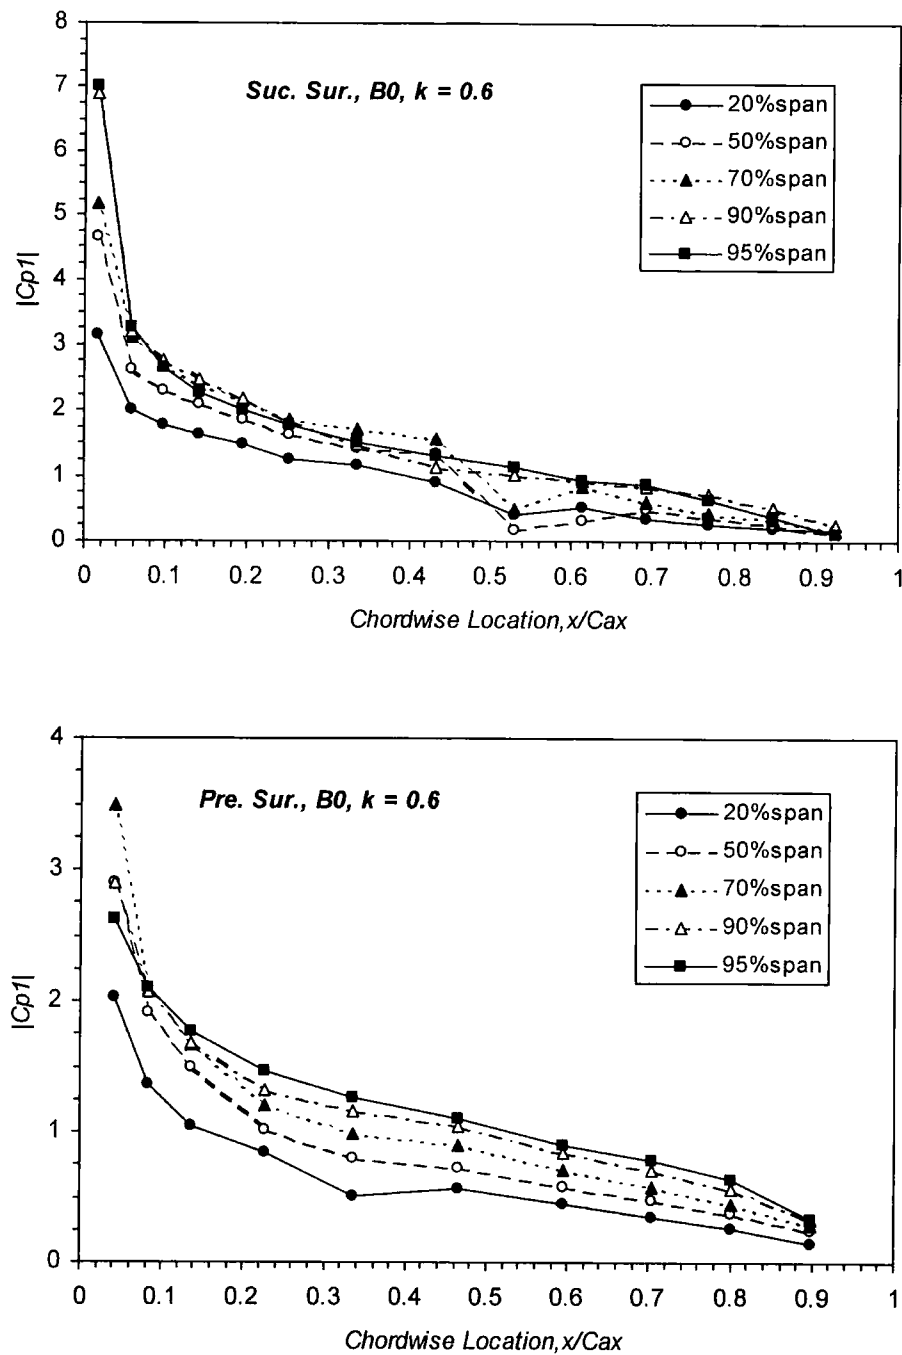 8
7
6
5
4
3
2
1
0
|Cp1|
Suc. Sur., B0, k = 0.6
20%span
50%span
70%span
90%span
95%span
0 0.1 0.2 0.3 0.4 0.5 0.6 0.7 0.8 0.9 1
Chordwise Location,x/Cax
4
3
2
1
0
|Cp1|
Pre. Sur., B0, k = 0.6
20%span
50%span
70%span
90%span
95%span
0 0.1 0.2 0.3 0.4 0.5 0.6 0.7 0.8 0.9 1
Chordwise Location,x/Cax